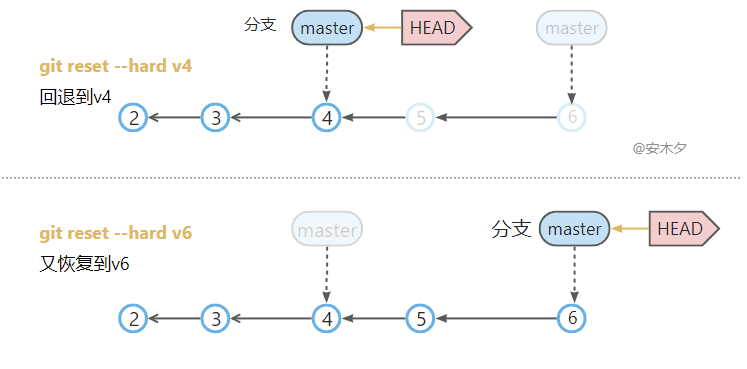 分支 master HEAD master
git reset --hard v4
回退到v4
2 3 4 5 6
@安木夕
git reset --hard v6
又恢复到v6
master 分支 master HEAD
2 3 4 5 6